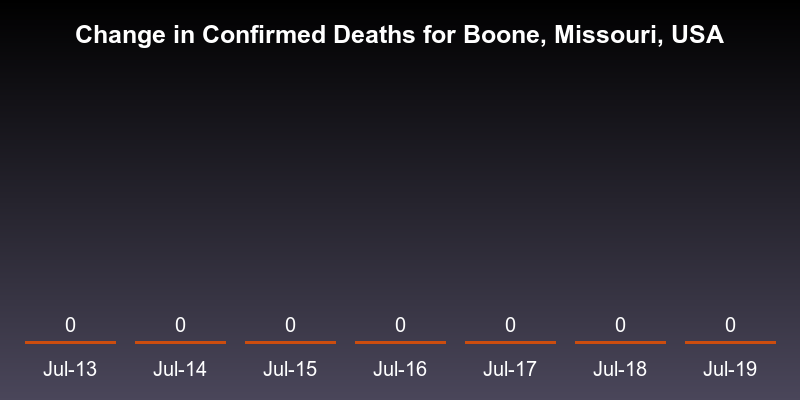 Change in Confirmed Deaths for Boone, Missouri, USA
0 0 0 0 0 0 0
Jul-13 Jul-14 Jul-15 Jul-16 Jul-17 Jul-18 Jul-19